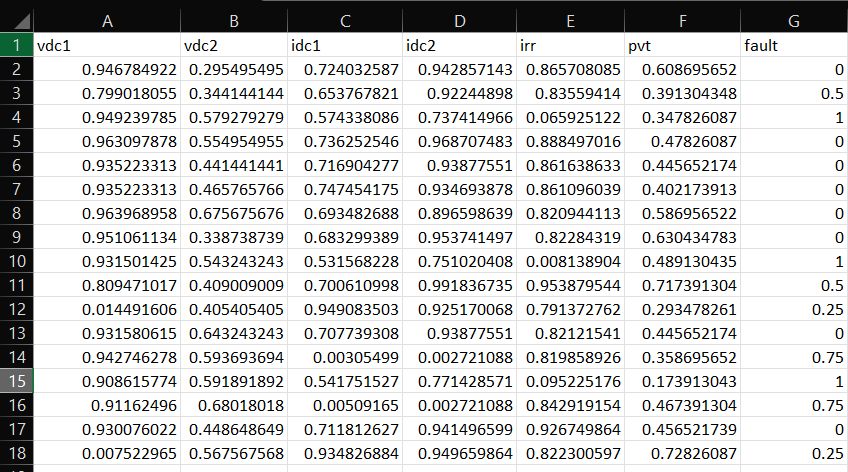 A B C D E F G
1 vdc1 vdc2 idc1 idc2 irr pvt fault
2 0.946784922 0.295495495 0.724032587 0.942857143 0.865708085 0.608695652 0
3 0.799018055 0.344144144 0.653767821 0.92244898 0.83559414 0.391304348 0.5
4 0.949239785 0.579279279 0.574338086 0.737414966 0.065925122 0.347826087 1
5 0.963097878 0.554954955 0.736252546 0.968707483 0.888497016 0.47826087 0
6 0.935223313 0.441441441 0.716904277 0.93877551 0.861638633 0.445652174 0
7 0.935223313 0.465765766 0.747454175 0.934693878 0.861096039 0.402173913 0
8 0.963968958 0.675675676 0.693482688 0.896598639 0.820944113 0.586956522 0
9 0.951061134 0.338738739 0.683299389 0.953741497 0.82284319 0.630434783 0
10 0.931501425 0.543243243 0.531568228 0.751020408 0.008138904 0.489130435 1
11 0.809471017 0.409009009 0.700610998 0.991836735 0.953879544 0.717391304 0.5
12 0.014491606 0.405405405 0.949083503 0.925170068 0.791372762 0.293478261 0.25
13 0.931580615 0.643243243 0.707739308 0.93877551 0.82121541 0.445652174 0
14 0.942746278 0.593693694 0.00305499 0.002721088 0.819858926 0.358695652 0.75
15 0.908615774 0.591891892 0.541751527 0.771428571 0.095225176 0.173913043 1
16 0.91162496 0.68018018 0.00509165 0.002721088 0.842919154 0.467391304 0.75
17 0.930076022 0.448648649 0.711812627 0.941496599 0.926749864 0.456521739 0
18 0.007522965 0.567567568 0.934826884 0.949659864 0.822300597 0.72826087 0.25